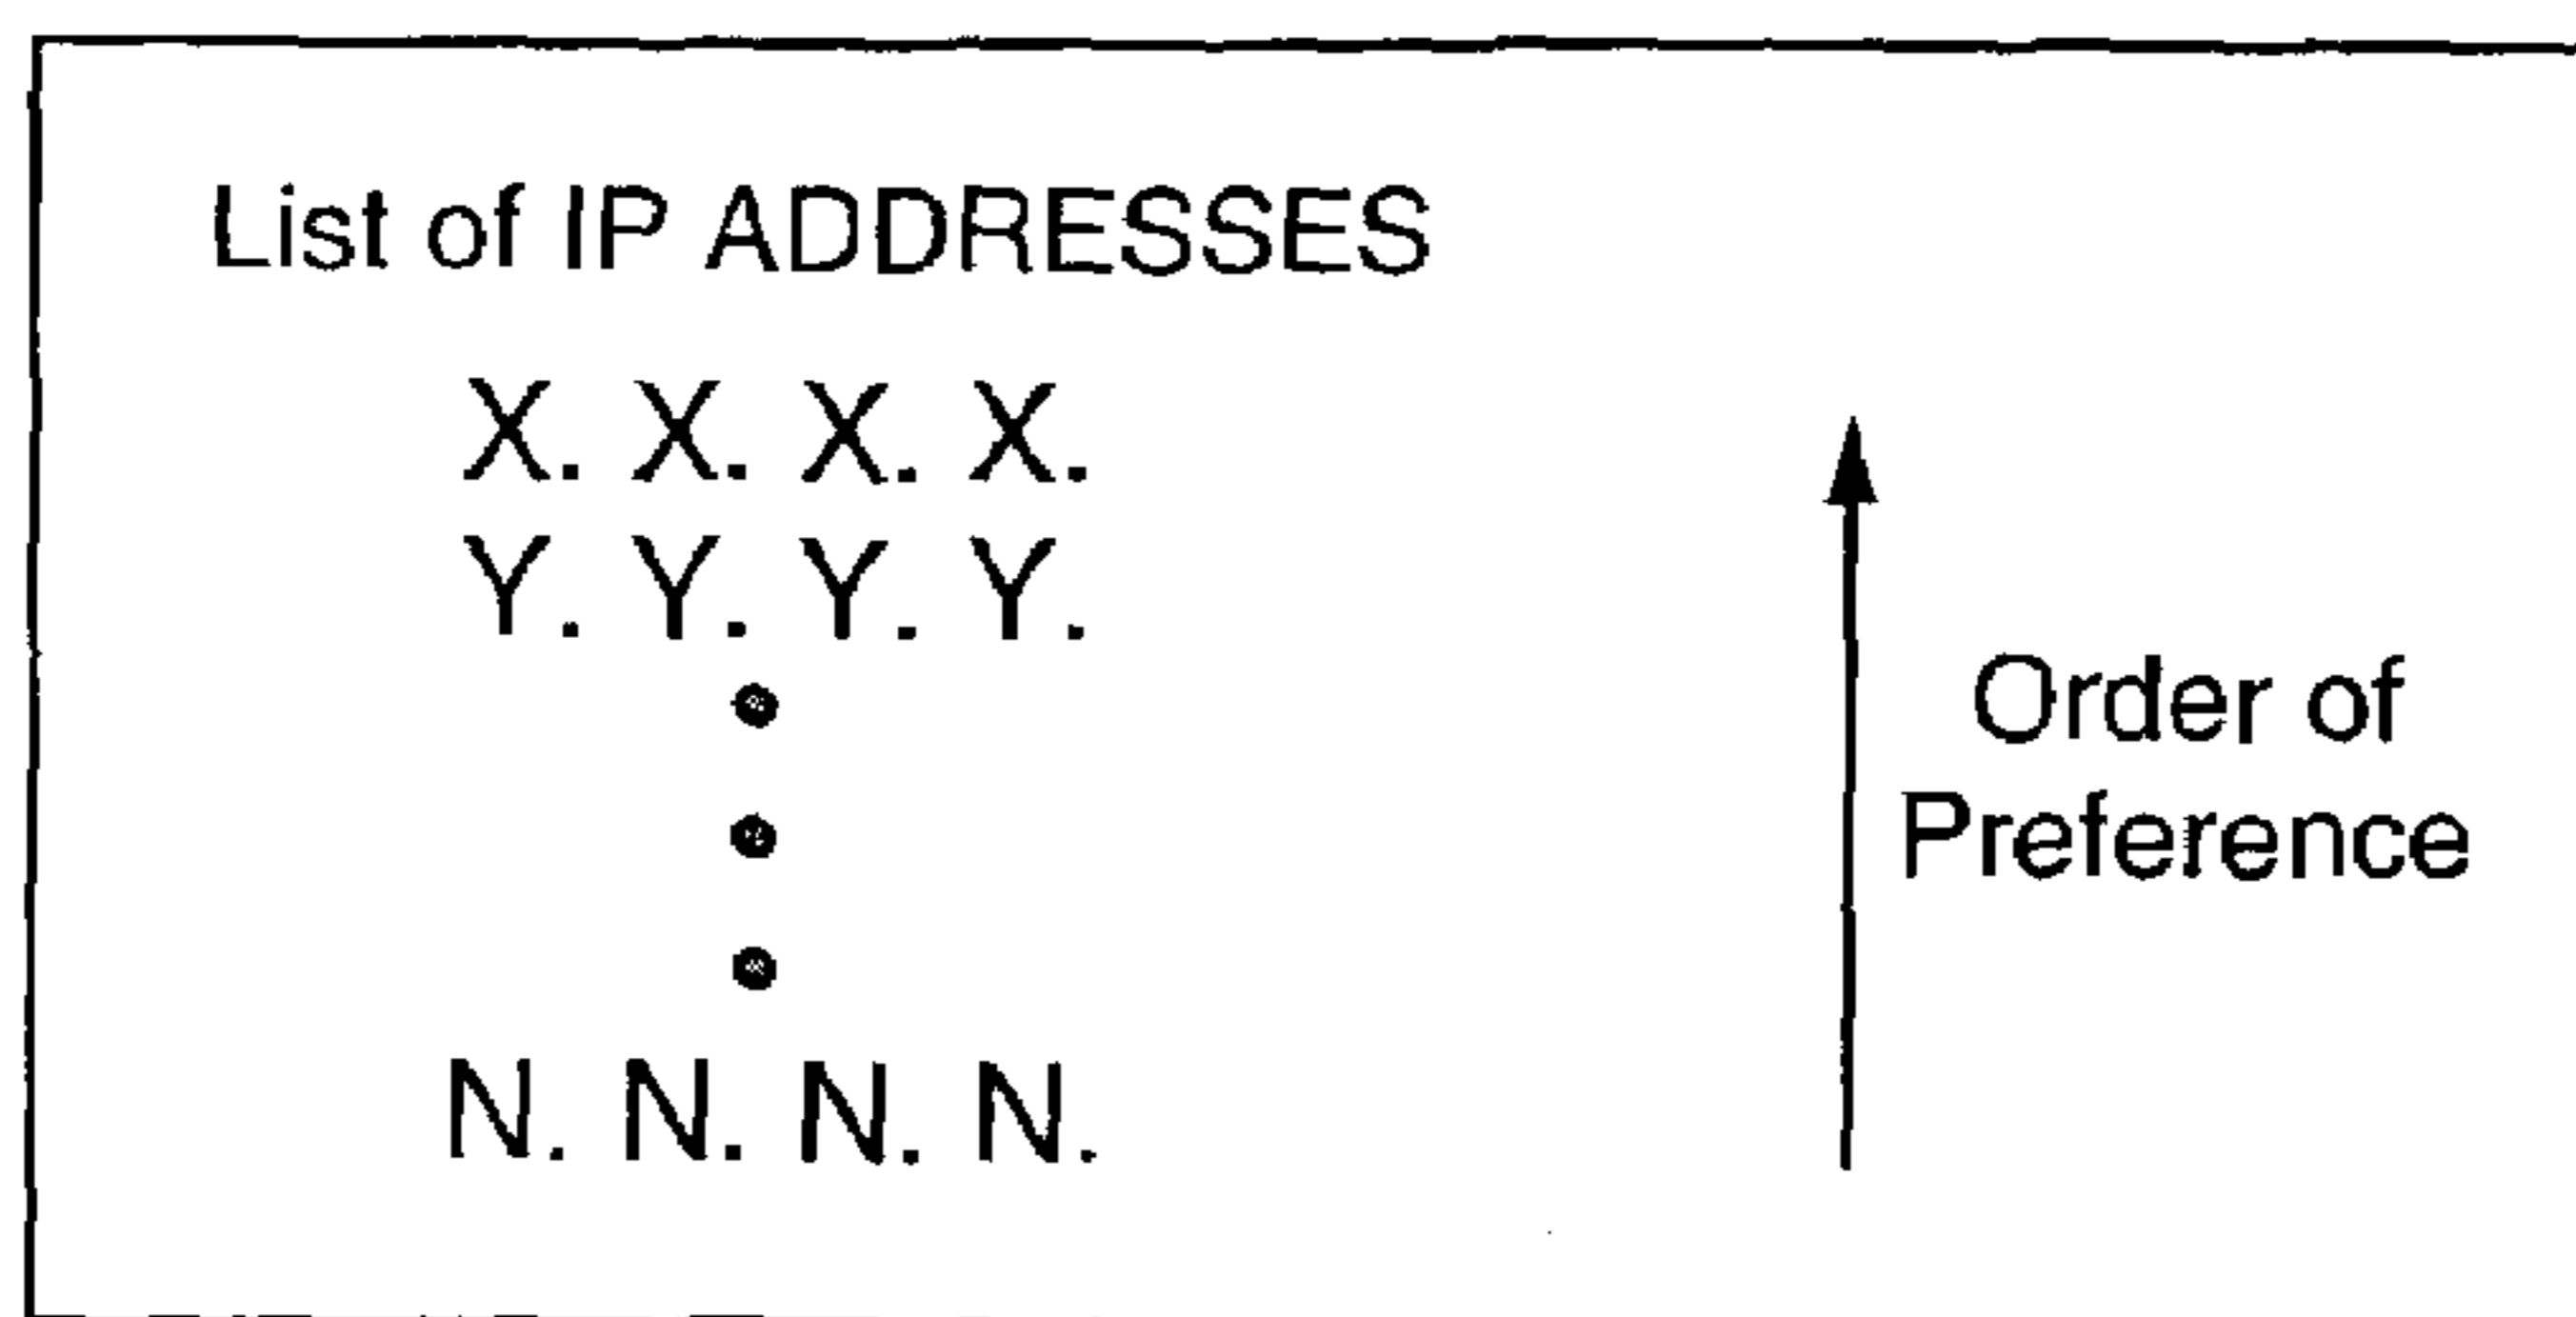 List of IP ADDRESSES
X. X. X. X.
Y. Y. Y. Y.
N. N. N. N.
Order of
Preference